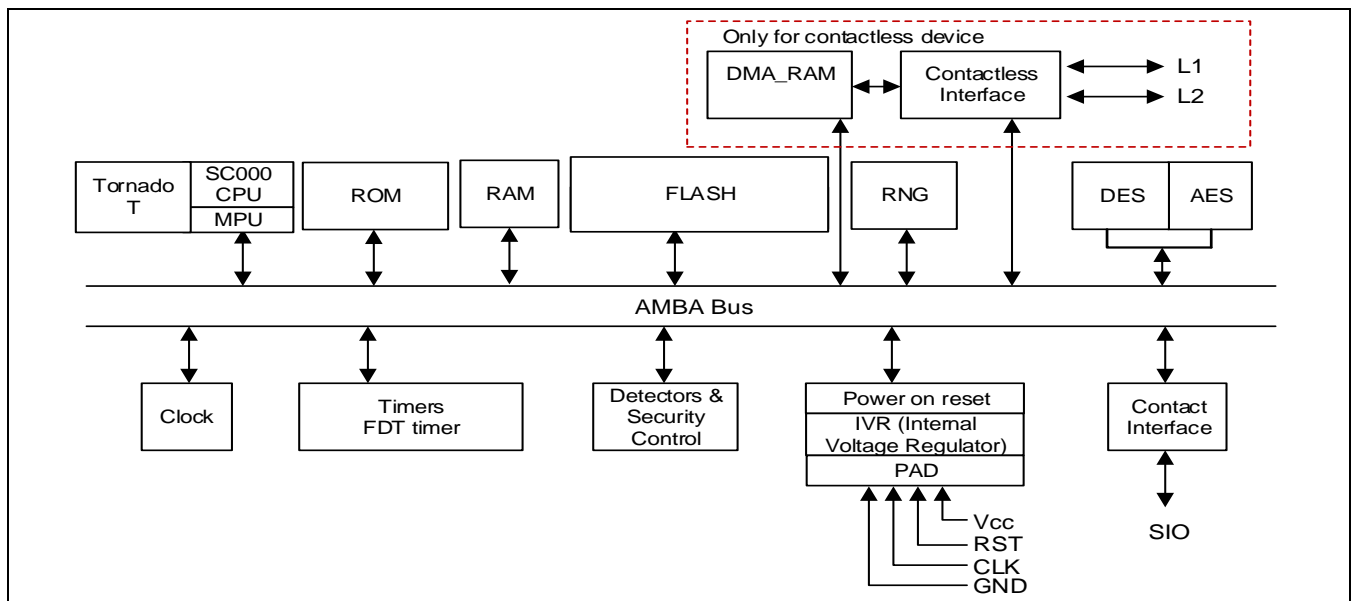 Only for contactless device
DMA_RAM
Contactless
Interface
L1
L2
Tornado
T
SC000
CPU
MPU
ROM
RAM
FLASH
RNG
DES
AES
AMBA Bus
Clock
Timers
FDT timer
Detectors &
Security
Control
Power on reset
IVR (Internal
Voltage Regulator)
PAD
Contact
Interface
Vcc
RST
CLK
GND
SIO